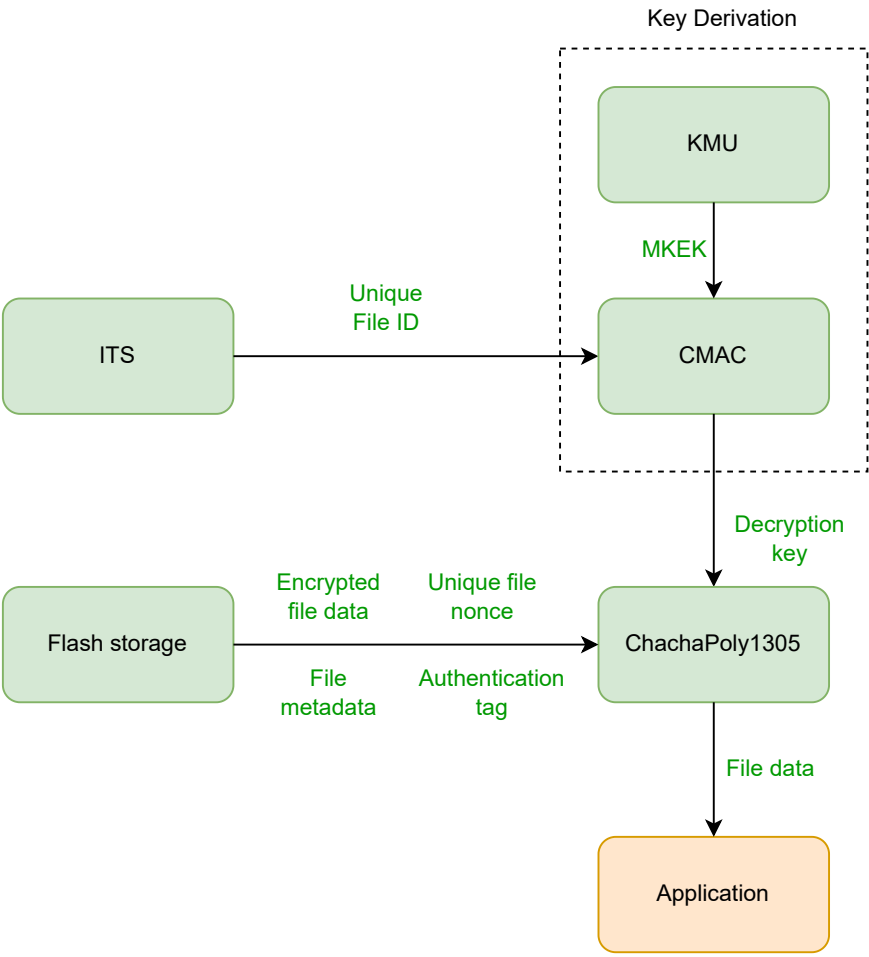 Key Derivation
KMU
MKEK
Unique
File ID
ITS
CMAC
Decryption
key
Encrypted
file data
Unique file
nonce
Flash storage
ChachaPoly1305
File
metadata
Authentication
tag
File data
Application